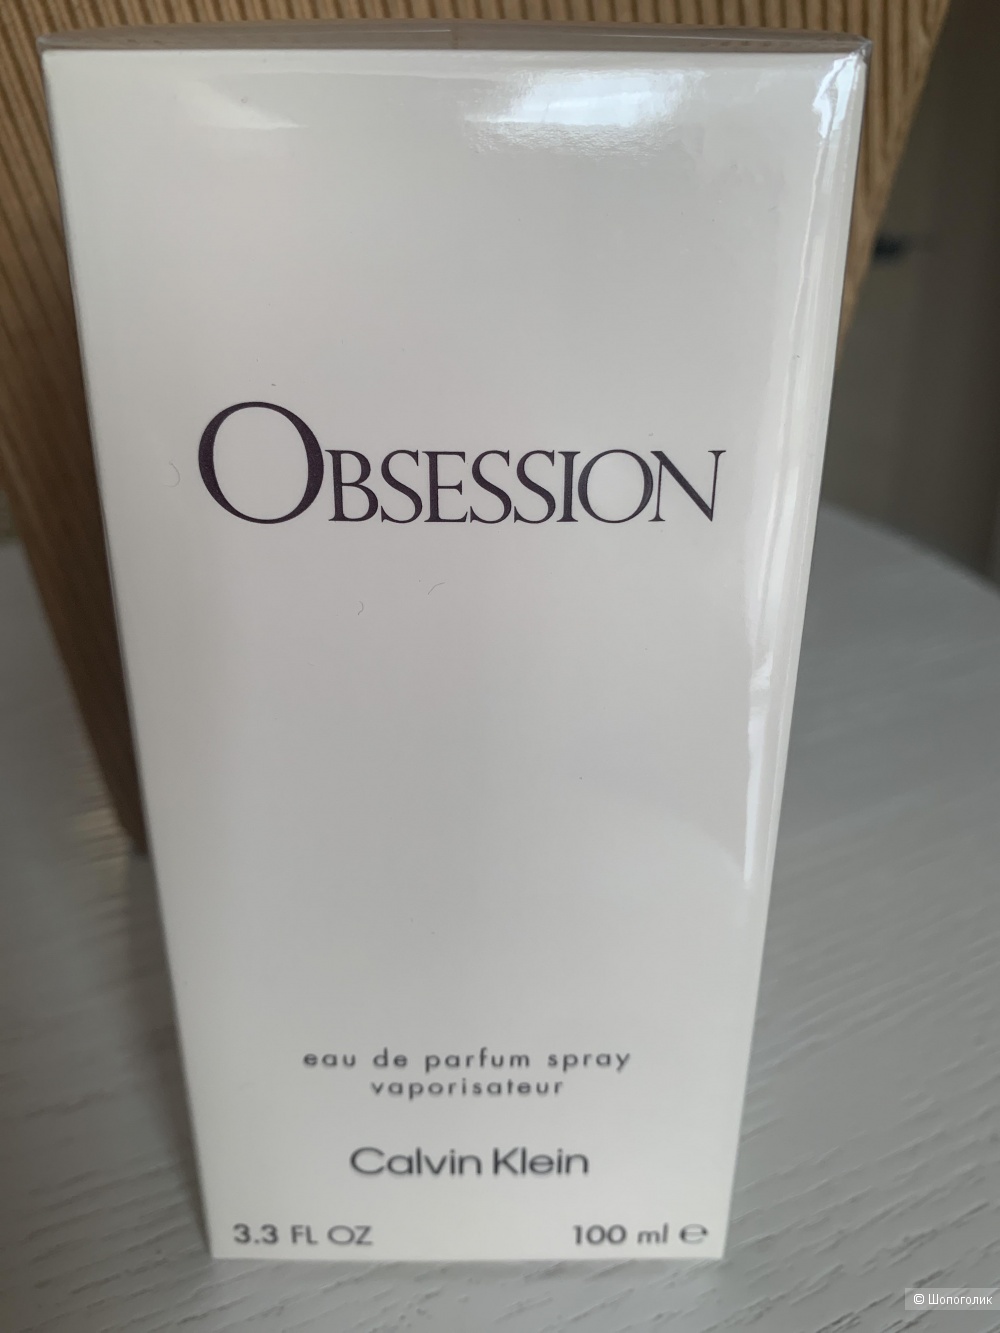 OBSESSION
eau de parfum spray
vaporisateur
Calvin Klein
3.3 FL OZ 100 ml ℮
© Шопоголик